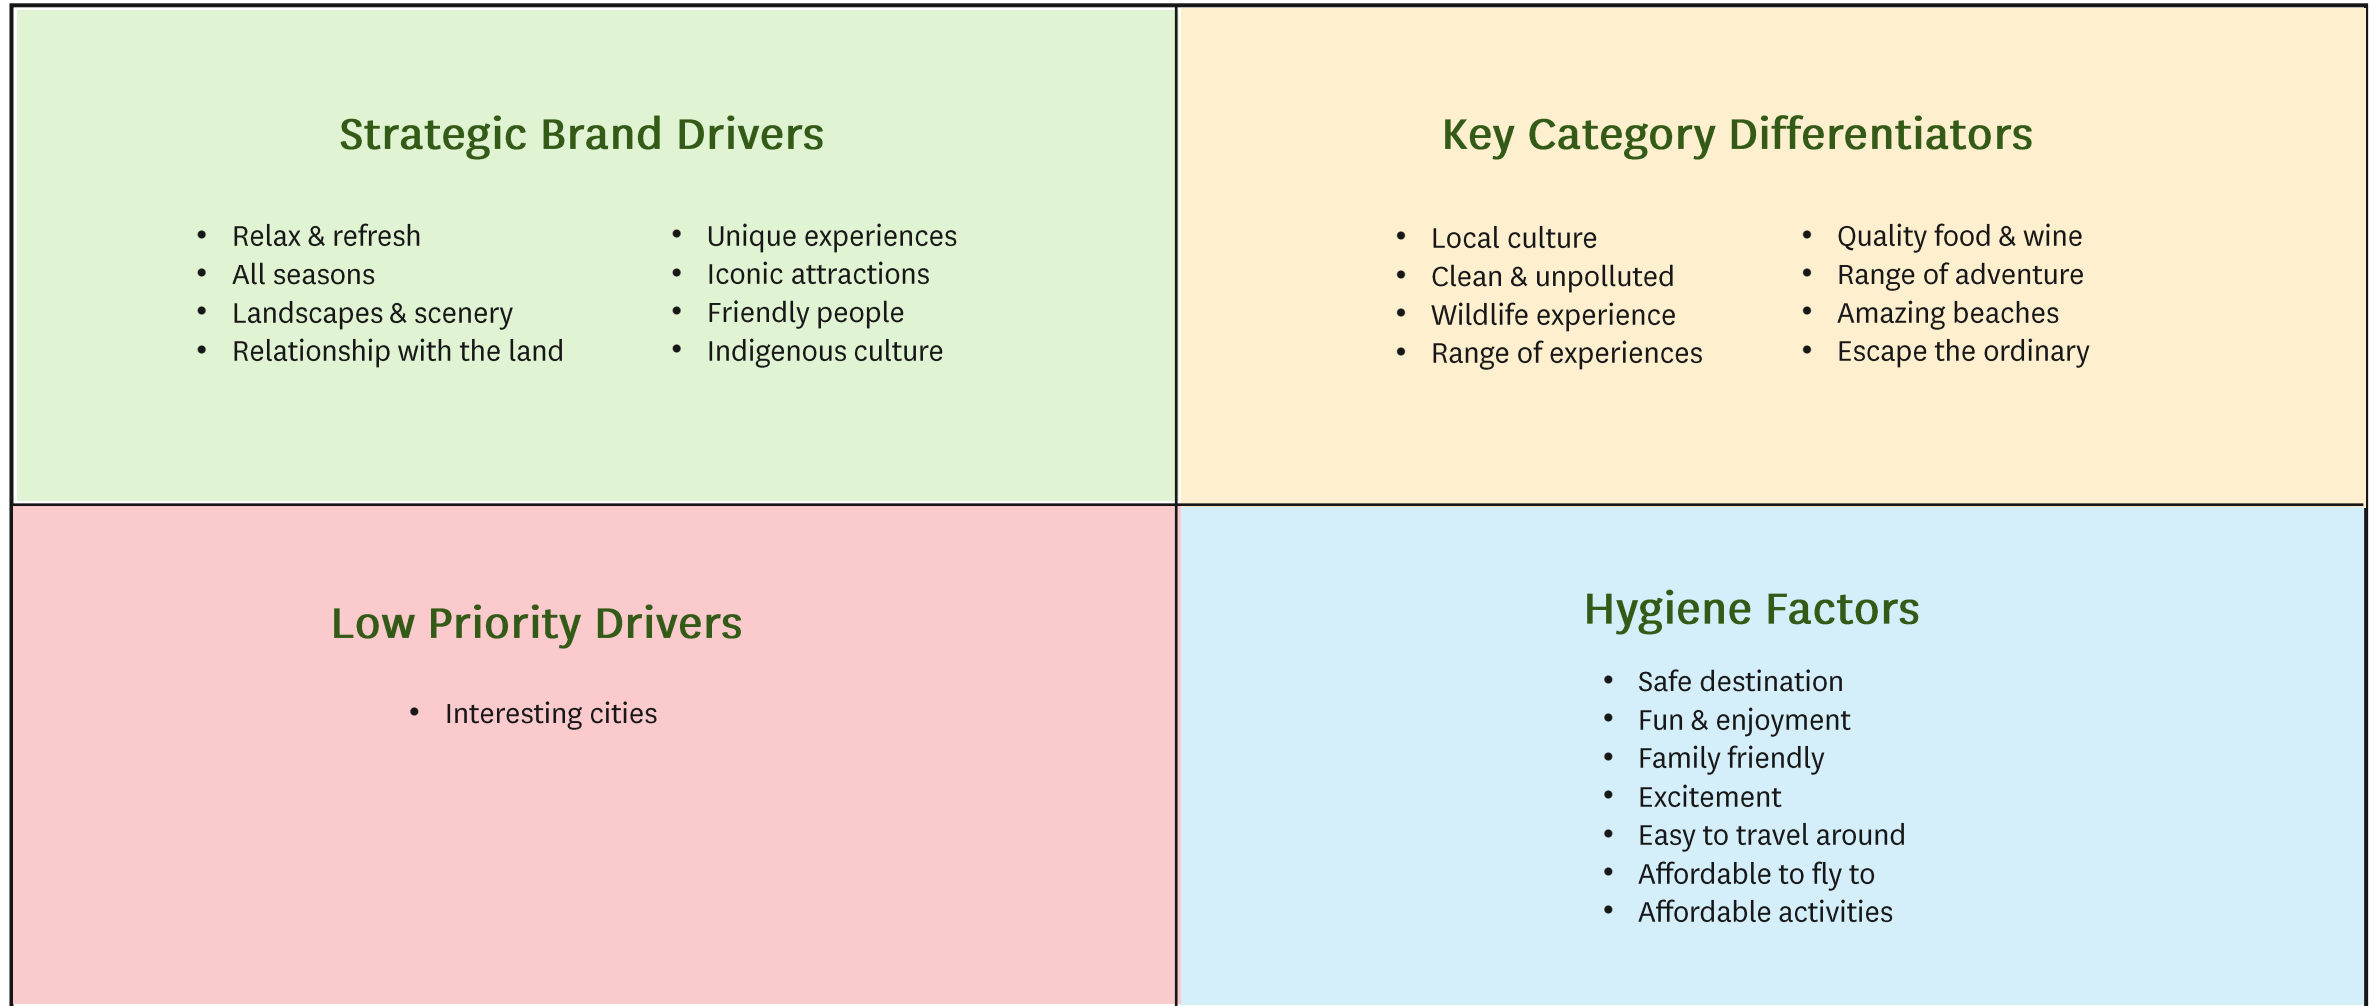 Strategic Brand Drivers
• Relax & refresh
• All seasons
• Landscapes & scenery
• Relationship with the land
• Unique experiences
• Iconic attractions
• Friendly people
• Indigenous culture
Key Category Differentiators
• Local culture
• Clean & unpolluted
• Wildlife experience
• Range of experiences
• Quality food & wine
• Range of adventure
• Amazing beaches
• Escape the ordinary
Low Priority Drivers
• Interesting cities
Hygiene Factors
• Safe destination
• Fun & enjoyment
• Family friendly
• Excitement
• Easy to travel around
• Affordable to fly to
• Affordable activities